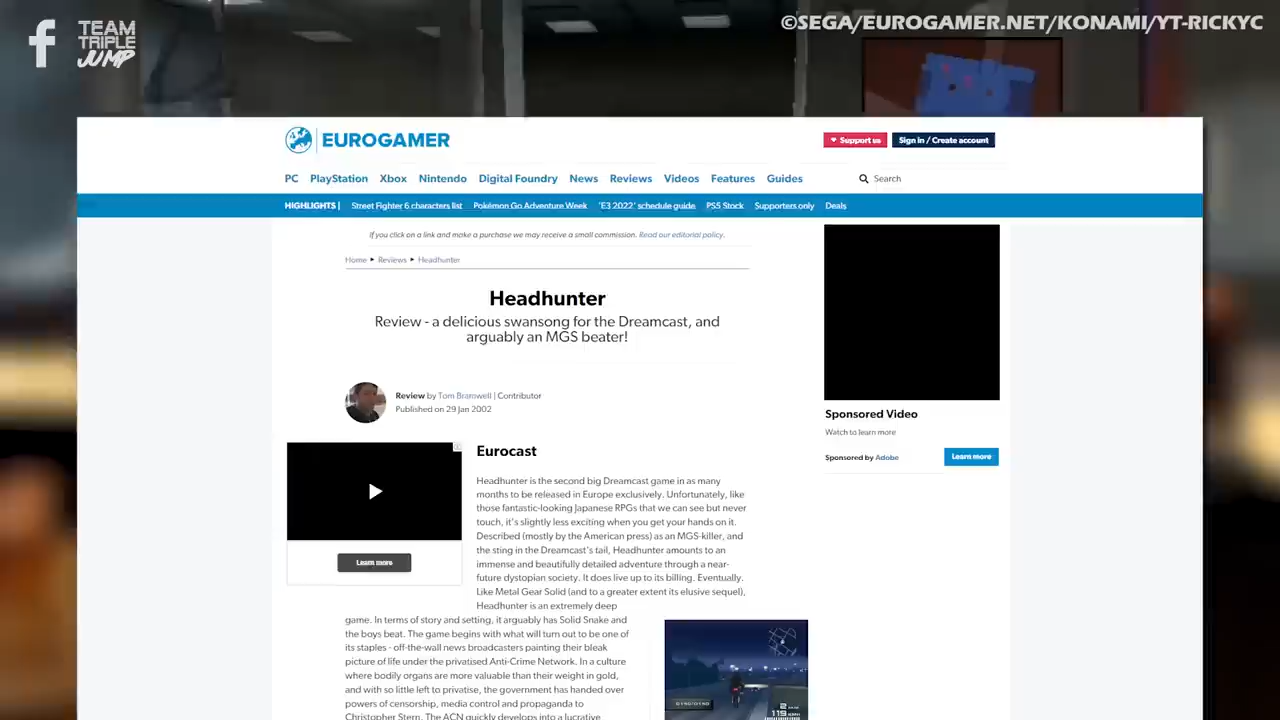 f TEAM TRIPLE JUMP
©SEGA/EUROGAMER.NET/KONAMI/YT-RICKYC
EUROGAMER
Support us
Sign in / Create account
PC PlayStation Xbox Nintendo Digital Foundry News Reviews Videos Features Guides
Search
HIGHLIGHTS | Street Fighter 6 characters list Pokémon Go Adventure Week 'E3 2022' schedule guide PS5 Stock Supporters only Deals
If you click on a link and make a purchase we may receive a small commission. Read our editorial policy.
Home ▸ Reviews ▸ Headhunter
Headhunter
Review - a delicious swansong for the Dreamcast, and
arguably an MGS beater!
Review by Tom Bramwell | Contributor
Published on 29 Jan 2002
Sponsored Video
Watch to learn more
Sponsored by Adobe
Learn more
Learn more
Eurocast
Headhunter is the second big Dreamcast game in as many
months to be released in Europe exclusively. Unfortunately, like
those fantastic-looking Japanese RPGs that we can see but never
touch, it's slightly less exciting when you get your hands on it.
Described (mostly by the American press) as an MGS-killer, and
the sting in the Dreamcast's tail, Headhunter amounts to an
immense and beautifully detailed adventure through a near-
future dystopian society. It does live up to its billing. Eventually.
Like Metal Gear Solid (and to a greater extent its elusive sequel),
Headhunter is an extremely deep
game. In terms of story and setting, it arguably has Solid Snake and
the boys beat. The game begins with what will turn out to be one of
its staples - off-the-wall news broadcasters painting their bleak
picture of life under the privatised Anti-Crime Network. In a culture
where bodily organs are more valuable than their weight in gold,
and with so little left to privatise, the government has handed over
powers of censorship, media control and propaganda to
Christopher Stern. The ACN quickly develops into a lucrative